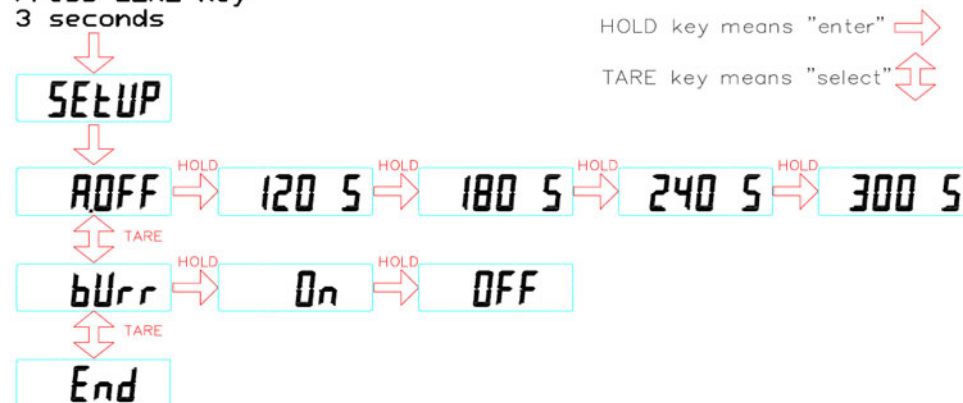 3 seconds
HOLD key means "enter"
TARE key means "select"
SEtUP
A.OFF HOLD 120 S HOLD 180 S HOLD 240 S HOLD 300 S
TARE
bUrr HOLD On HOLD OFF
TARE
End